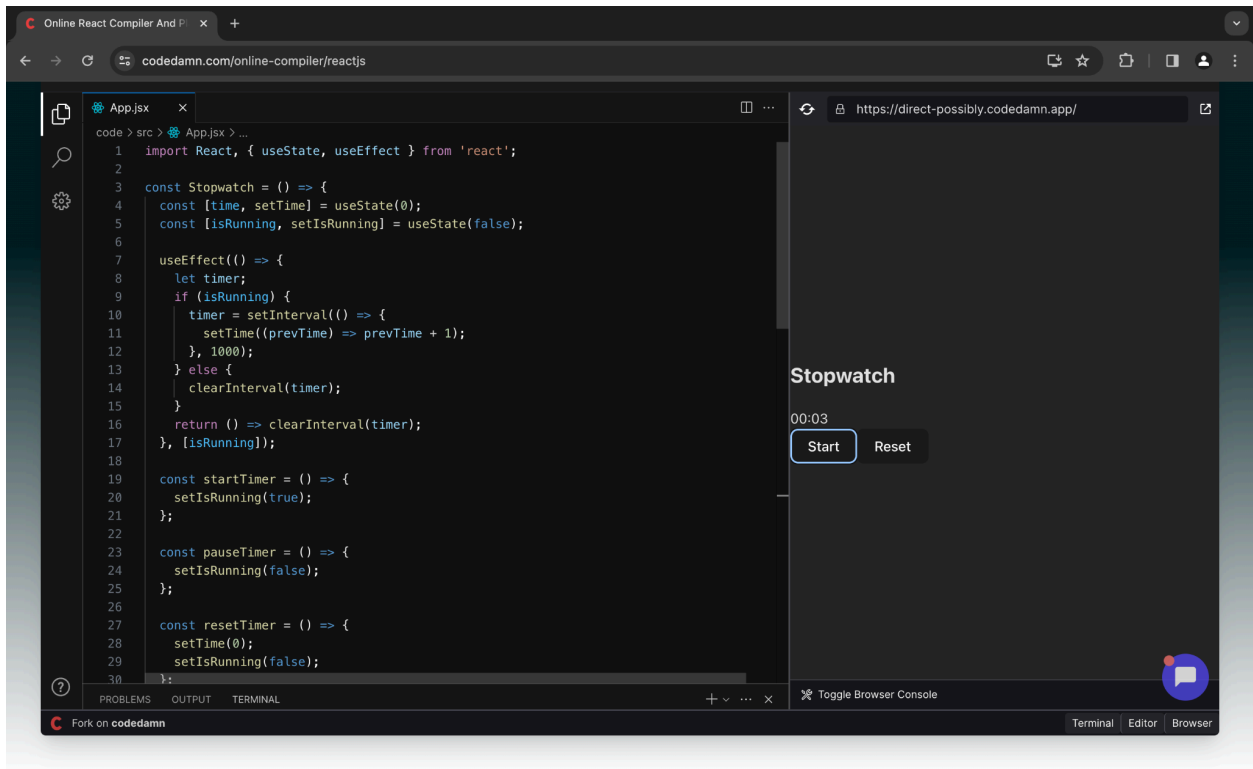 Online React Compiler And Pl
codedamn.com/online-compiler/reactjs
App.jsx
https://direct-possibly.codedamn.app/
code > src > App.jsx > ...
1 import React, { useState, useEffect } from 'react';
2
3 const Stopwatch = () => {
4 const [time, setTime] = useState(0);
5 const [isRunning, setIsRunning] = useState(false);
6
7 useEffect(() => {
8 let timer;
9 if (isRunning) {
10 timer = setInterval(() => {
11 setTime((prevTime) => prevTime + 1);
12 }, 1000);
13 } else {
14 clearInterval(timer);
15 }
16 return () => clearInterval(timer);
17 }, [isRunning]);
18
19 const startTimer = () => {
20 setIsRunning(true);
21 };
22
23 const pauseTimer = () => {
24 setIsRunning(false);
25 };
26
27 const resetTimer = () => {
28 setTime(0);
29 setIsRunning(false);
30 };
Stopwatch
00:03
Start Reset
PROBLEMS OUTPUT TERMINAL
Toggle Browser Console
Fork on codedamn
Terminal Editor Browser